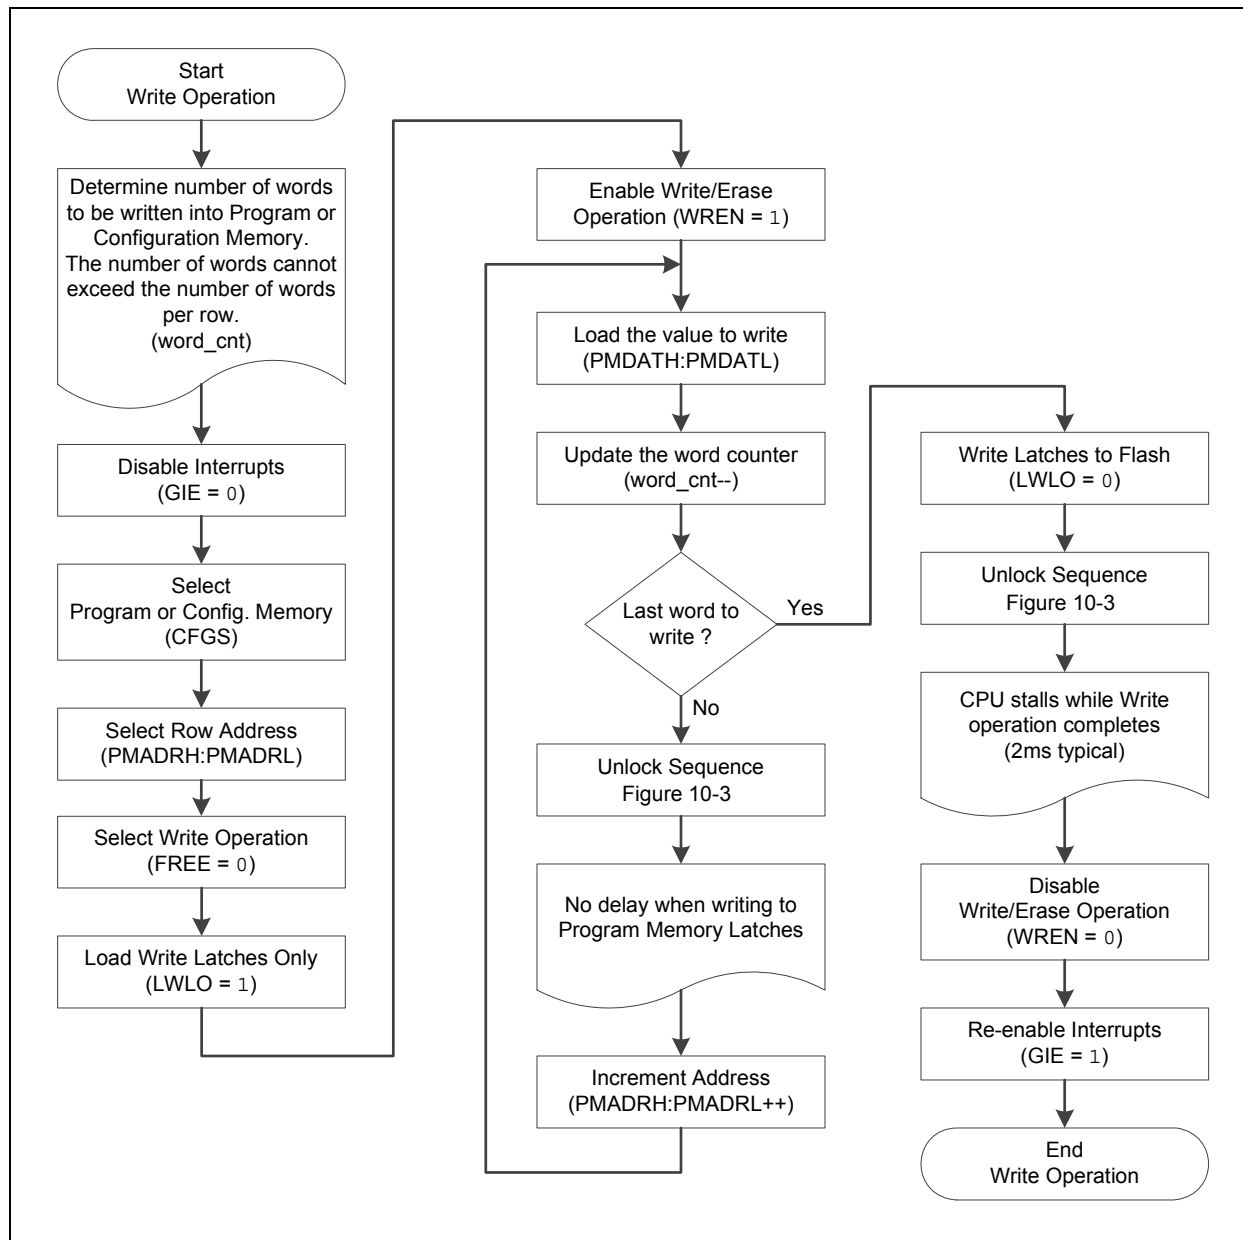 Start
Write Operation
Determine number of words
to be written into Program or
Configuration Memory.
The number of words cannot
exceed the number of words
per row.
(word_cnt)
Disable Interrupts
(GIE = 0)
Select
Program or Config. Memory
(CFGS)
Select Row Address
(PMADRH:PMADRL)
Select Write Operation
(FREE = 0)
Load Write Latches Only
(LWLO = 1)
Enable Write/Erase
Operation (WREN = 1)
Load the value to write
(PMDATH:PMDATL)
Update the word counter
(word_cnt--)
Last word to
write ?
Yes
No
Unlock Sequence
Figure 10-3
No delay when writing to
Program Memory Latches
Increment Address
(PMADRH:PMADRL++)
Write Latches to Flash
(LWLO = 0)
Unlock Sequence
Figure 10-3
CPU stalls while Write
operation completes
(2ms typical)
Disable
Write/Erase Operation
(WREN = 0)
Re-enable Interrupts
(GIE = 1)
End
Write Operation